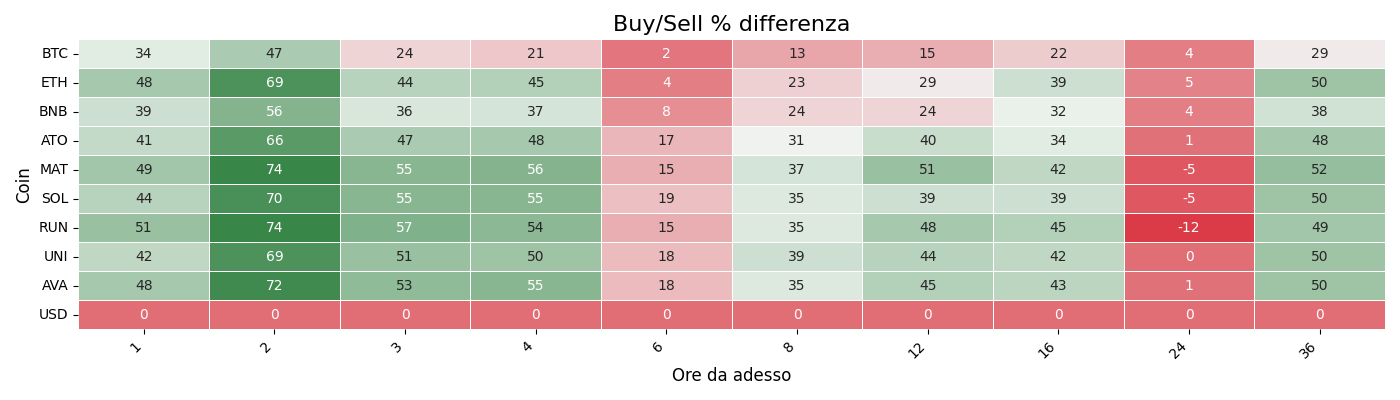 Buy/Sell % differenza
Coin
BTC 34 47 24 21 2 13 15 22 4 29
ETH 48 69 44 45 4 23 29 39 5 50
BNB 39 56 36 37 8 24 24 32 4 38
ATO 41 66 47 48 17 31 40 34 1 48
MAT 49 74 55 56 15 37 51 42 -5 52
SOL 44 70 55 55 19 35 39 39 -5 50
RUN 51 74 57 54 15 35 48 45 -12 49
UNI 42 69 51 50 18 39 44 42 0 50
AVA 48 72 53 55 18 35 45 43 1 50
USD 0 0 0 0 0 0 0 0 0 0
1 2 3 4 6 8 12 16 24 36
Ore da adesso